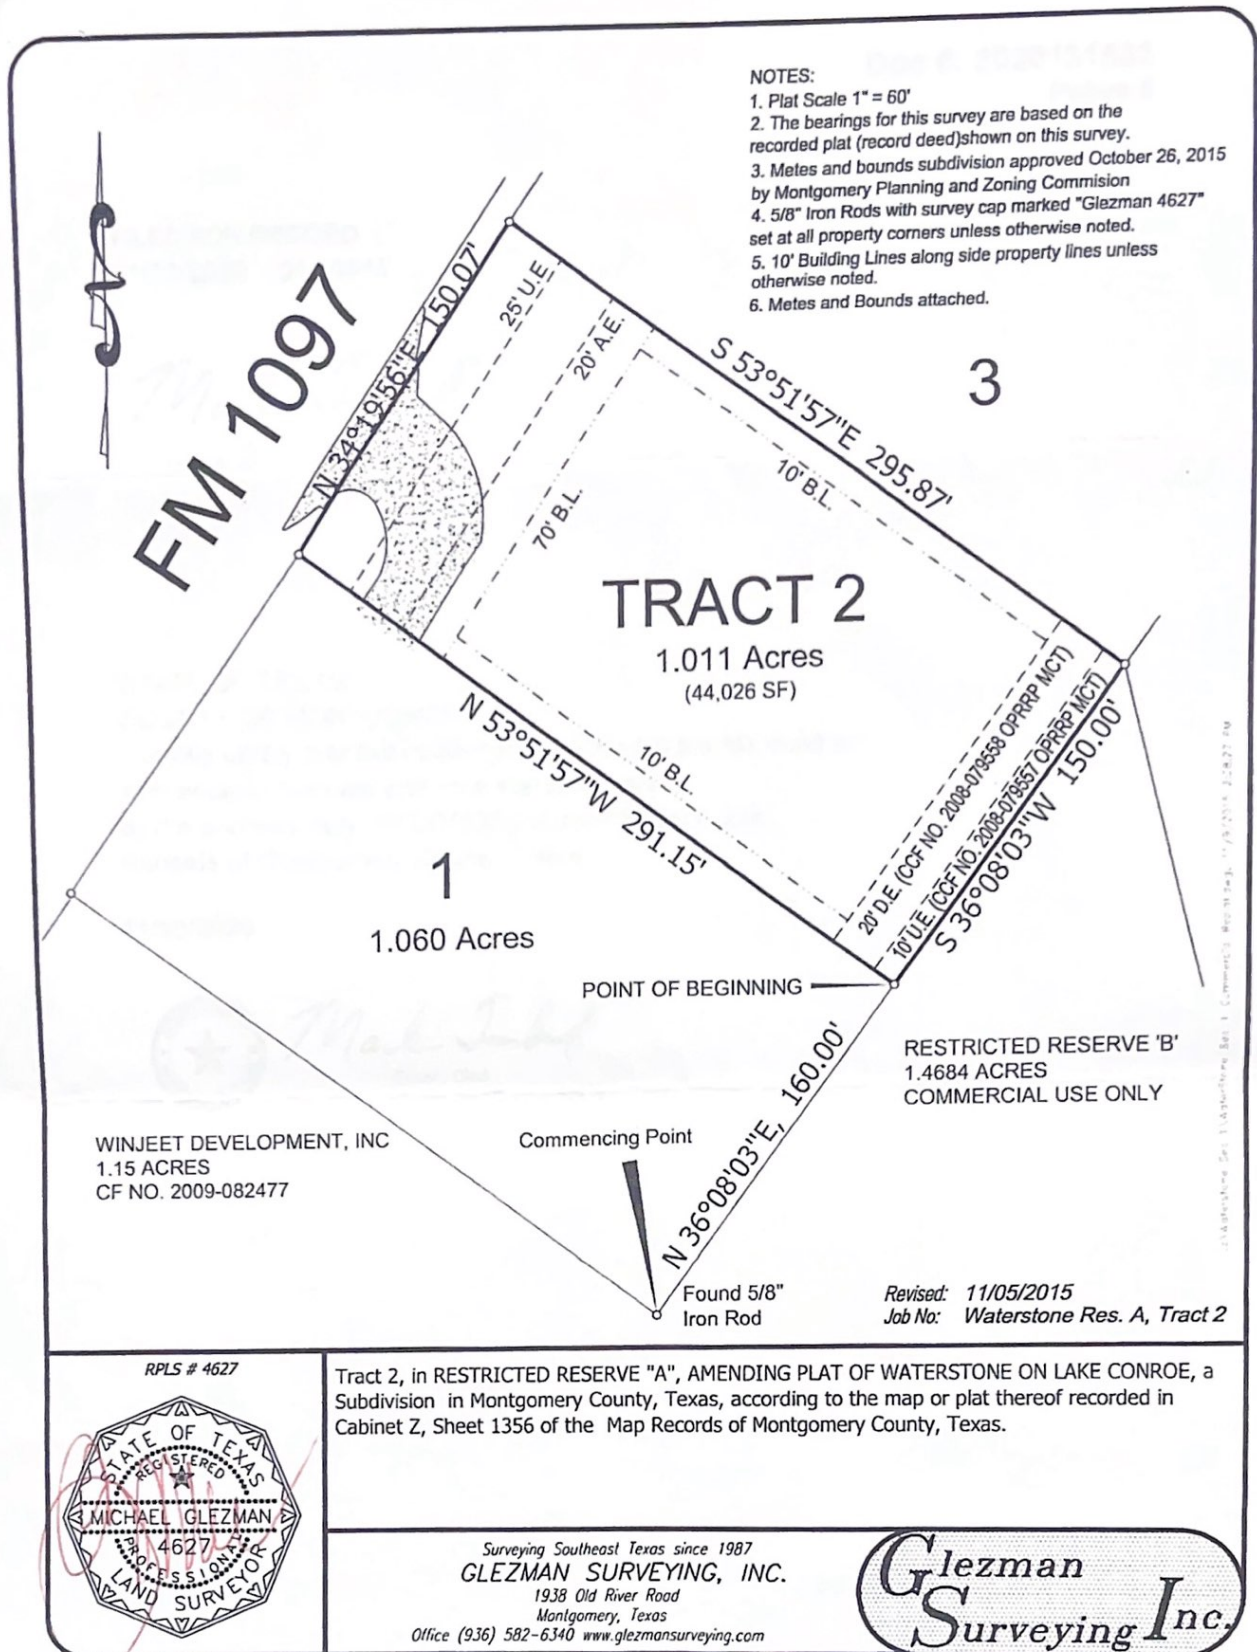 NOTES:
1. Plat Scale 1" = 60'
2. The bearings for this survey are based on the
recorded plat (record deed)shown on this survey.
3. Metes and bounds subdivision approved October 26, 2015
by Montgomery Planning and Zoning Commision
4. 5/8" Iron Rods with survey cap marked "Glezman 4627"
set at all property corners unless otherwise noted.
5. 10' Building Lines along side property lines unless
otherwise noted.
6. Metes and Bounds attached.
FM 1097
N 34°19'56"E 150.07'
25' U.E.
20' A.E.
70' B.L.
S 53°51'57"E 295.87'
10' B.L.
3
TRACT 2
1.011 Acres
(44,026 SF)
N 53°51'57"W 291.15'
10' B.L.
20' D.E. (CCF NO. 2008-079558 OPRRP MCT)
10' U.E. (CCF NO. 2008-079557 OPRRP MCT)
S 36°08'03"W 150.00'
1
1.060 Acres
POINT OF BEGINNING
RESTRICTED RESERVE 'B'
1.4684 ACRES
COMMERCIAL USE ONLY
WINJEET DEVELOPMENT, INC
1.15 ACRES
CF NO. 2009-082477
Commencing Point
N 36°08'03"E, 160.00'
Found 5/8"
Iron Rod
Revised: 11/05/2015
Job No: Waterstone Res. A, Tract 2
RPLS # 4627
STATE OF TEXAS
REGISTERED
MICHAEL GLEZMAN
4627
PROFESSIONAL
LAND SURVEYOR
Tract 2, in RESTRICTED RESERVE "A", AMENDING PLAT OF WATERSTONE ON LAKE CONROE, a
Subdivision in Montgomery County, Texas, according to the map or plat thereof recorded in
Cabinet Z, Sheet 1356 of the Map Records of Montgomery County, Texas.
Surveying Southeast Texas since 1987
GLEZMAN SURVEYING, INC.
1938 Old River Road
Montgomery, Texas
Office (936) 582-6340 www.glezmansurveying.com
Glezman
Surveying Inc.